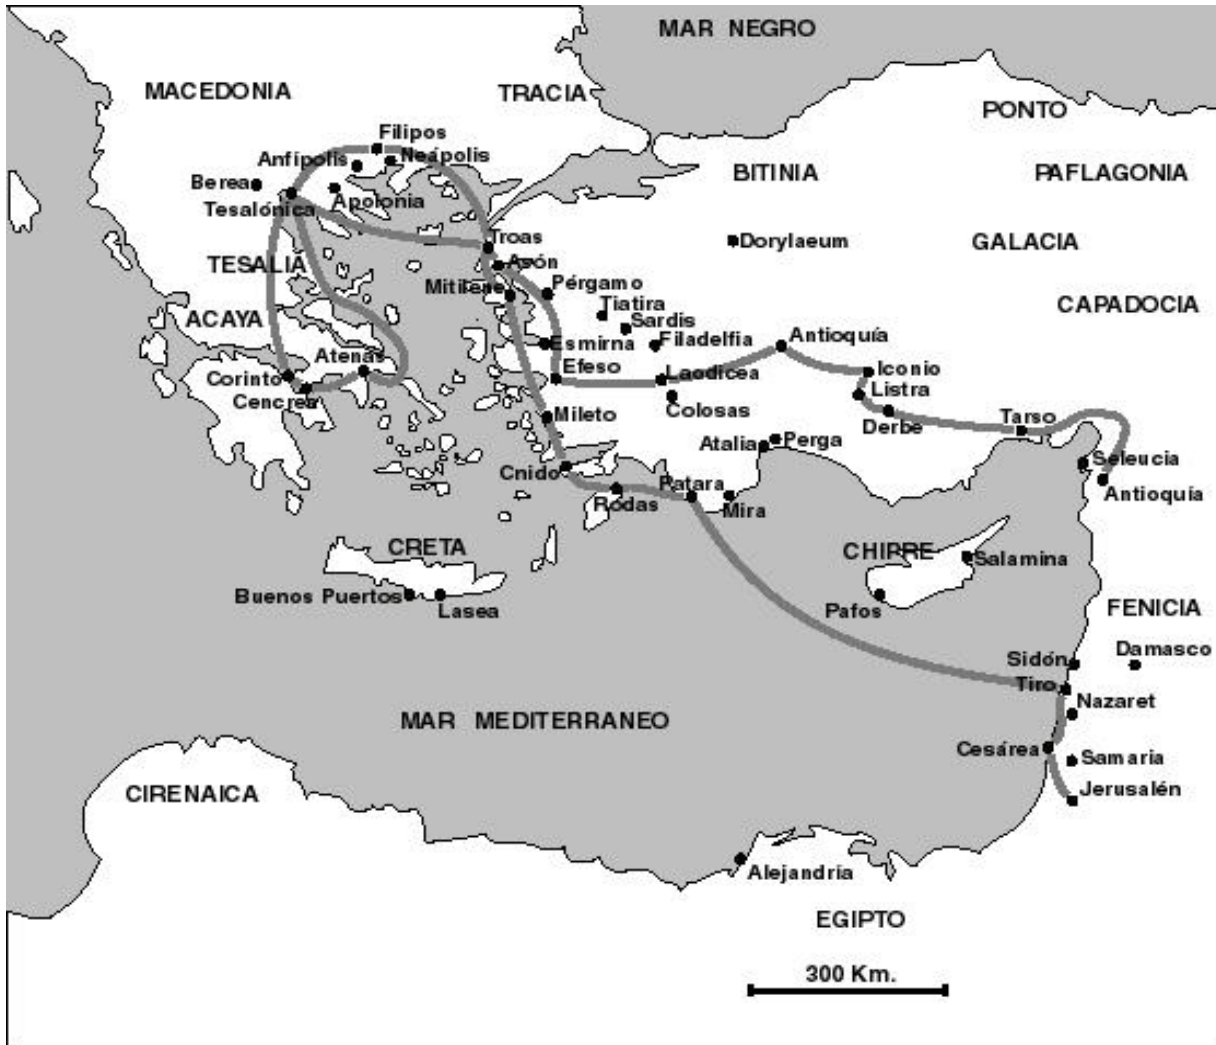 MAR NEGRO
MACEDONIA
TRACIA
PONTO
Filipos
Anfípolis
Neápolis
BITINIA
PAFLAGONIA
Berea
Apolonia
Tesalónica
Troas
Dorylaeum
GALACIA
TESALIA
Asón
Mitilene
Pérgamo
CAPADOCIA
Tiatira
ACAYA
Sardis
Esmirna
Filadelfia
Antioquía
Atenas
Efeso
Laodicea
Iconio
Corinto
Listra
Cencrea
Colosas
Mileto
Derbe
Tarso
Atalia
Perga
Cnido
Seleucia
Patara
Antioquía
Rodas
Mira
CRETA
CHIPRE
Salamina
Buenos Puertos
Lasea
Pafos
FENICIA
Sidón
Damasco
Tiro
Nazaret
MAR MEDITERRANEO
Cesárea
Samaria
Jerusalén
CIRENAICA
Alejandría
EGIPTO
300 Km.